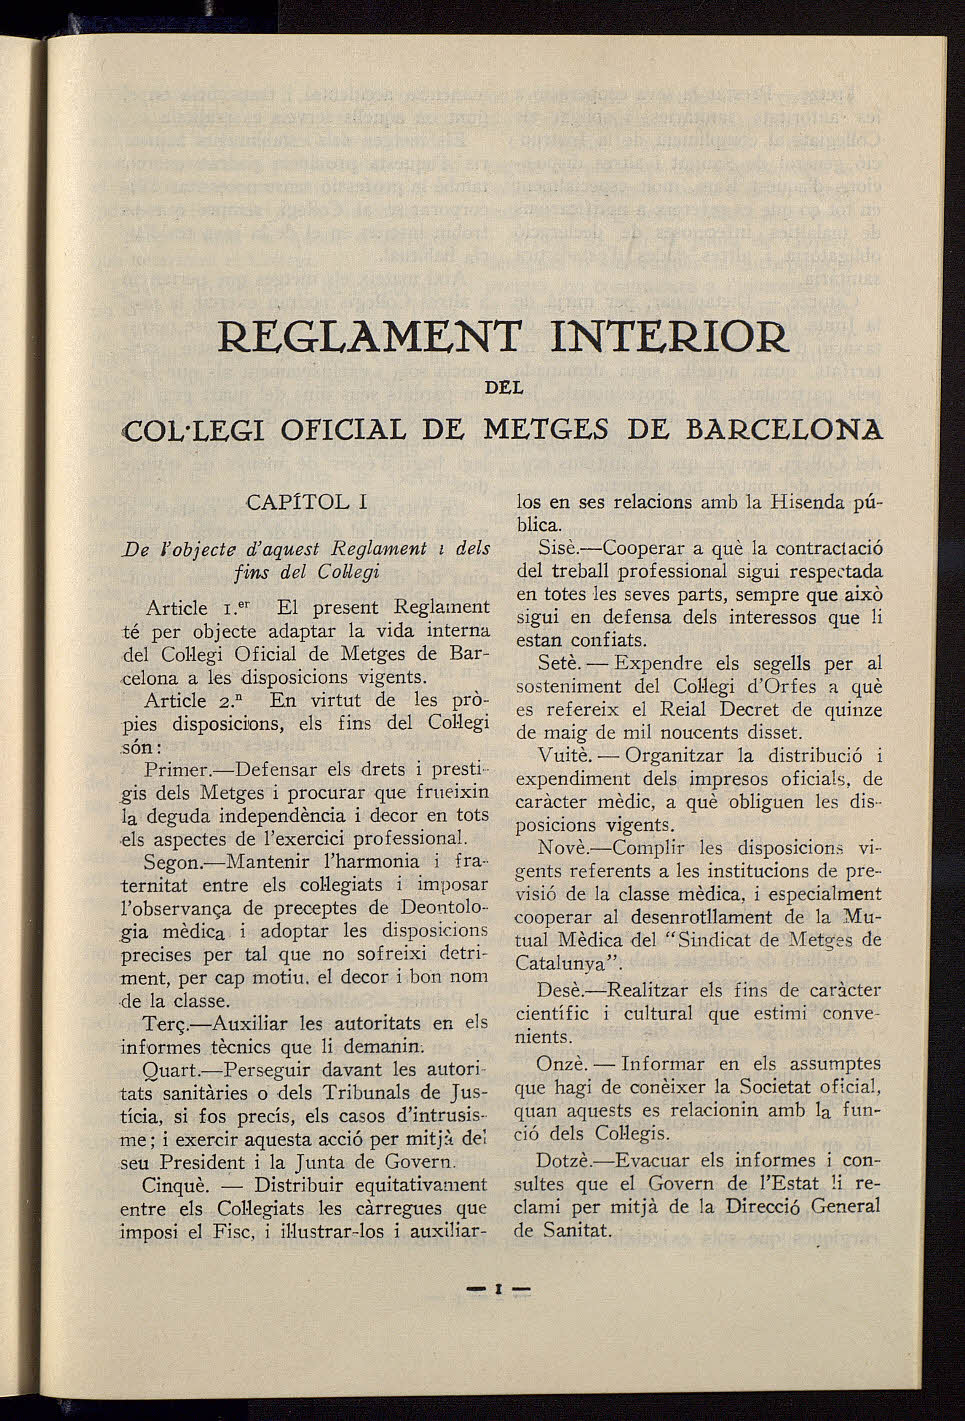 REGLAMENT INTERIOR
DEL
COL·LEGI OFICIAL DE METGES DE BARCELONA
CAPÍTOL I
De l'objecte d'aquest Reglament i dels
fins del Col·legi
Article 1.er El present Reglament
té per objecte adaptar la vida interna
del Col·legi Oficial de Metges de Bar-
celona a les disposicions vigents.
Article 2.n En virtut de les prò-
pies disposicions, els fins del Col·legi
són:
Primer.—Defensar els drets i presti-
gis dels Metges i procurar que frueixin
la deguda independència i decor en tots
els aspectes de l'exercici professional.
Segon.—Mantenir l'harmonia i fra-
ternitat entre els col·legiats i imposar
l'observança de preceptes de Deontolo-
gia mèdica i adoptar les disposicions
precises per tal que no sofreixi detri-
ment, per cap motiu, el decor i bon nom
de la classe.
Terç.—Auxiliar les autoritats en els
informes tècnics que li demanin.
Quart.—Perseguir davant les autori-
tats sanitàries o dels Tribunals de Jus-
tícia, si fos precís, els casos d'intrusis-
me; i exercir aquesta acció per mitjà del
seu President i la Junta de Govern.
Cinquè. — Distribuir equitativament
entre els Col·legiats les càrregues que
imposi el Fisc, i il·lustrar-los i auxiliar-
los en ses relacions amb la Hisenda pú-
blica.
Sisè.—Cooperar a què la contractació
del treball professional sigui respectada
en totes les seves parts, sempre que això
sigui en defensa dels interessos que li
estan confiats.
Setè. — Expendre els segells per al
sosteniment del Col·legi d'Orfes a què
es refereix el Reial Decret de quinze
de maig de mil noucents disset.
Vuitè. — Organitzar la distribució i
expendiment dels impresos oficials, de
caràcter mèdic, a què obliguen les dis-
posicions vigents.
Novè.—Complir les disposicions vi-
gents referents a les institucions de pre-
visió de la classe mèdica, i especialment
cooperar al desenrotllament de la Mu-
tual Mèdica del "Sindicat de Metges de
Catalunya".
Desè.—Realitzar els fins de caràcter
científic i cultural que estimi conve-
nients.
Onzè. — Informar en els assumptes
que hagi de conèixer la Societat oficial,
quan aquests es relacionin amb la fun-
ció dels Col·legis.
Dotzè.—Evacuar els informes i con-
sultes que el Govern de l'Estat li re-
clami per mitjà de la Direcció General
de Sanitat.
— 1 —